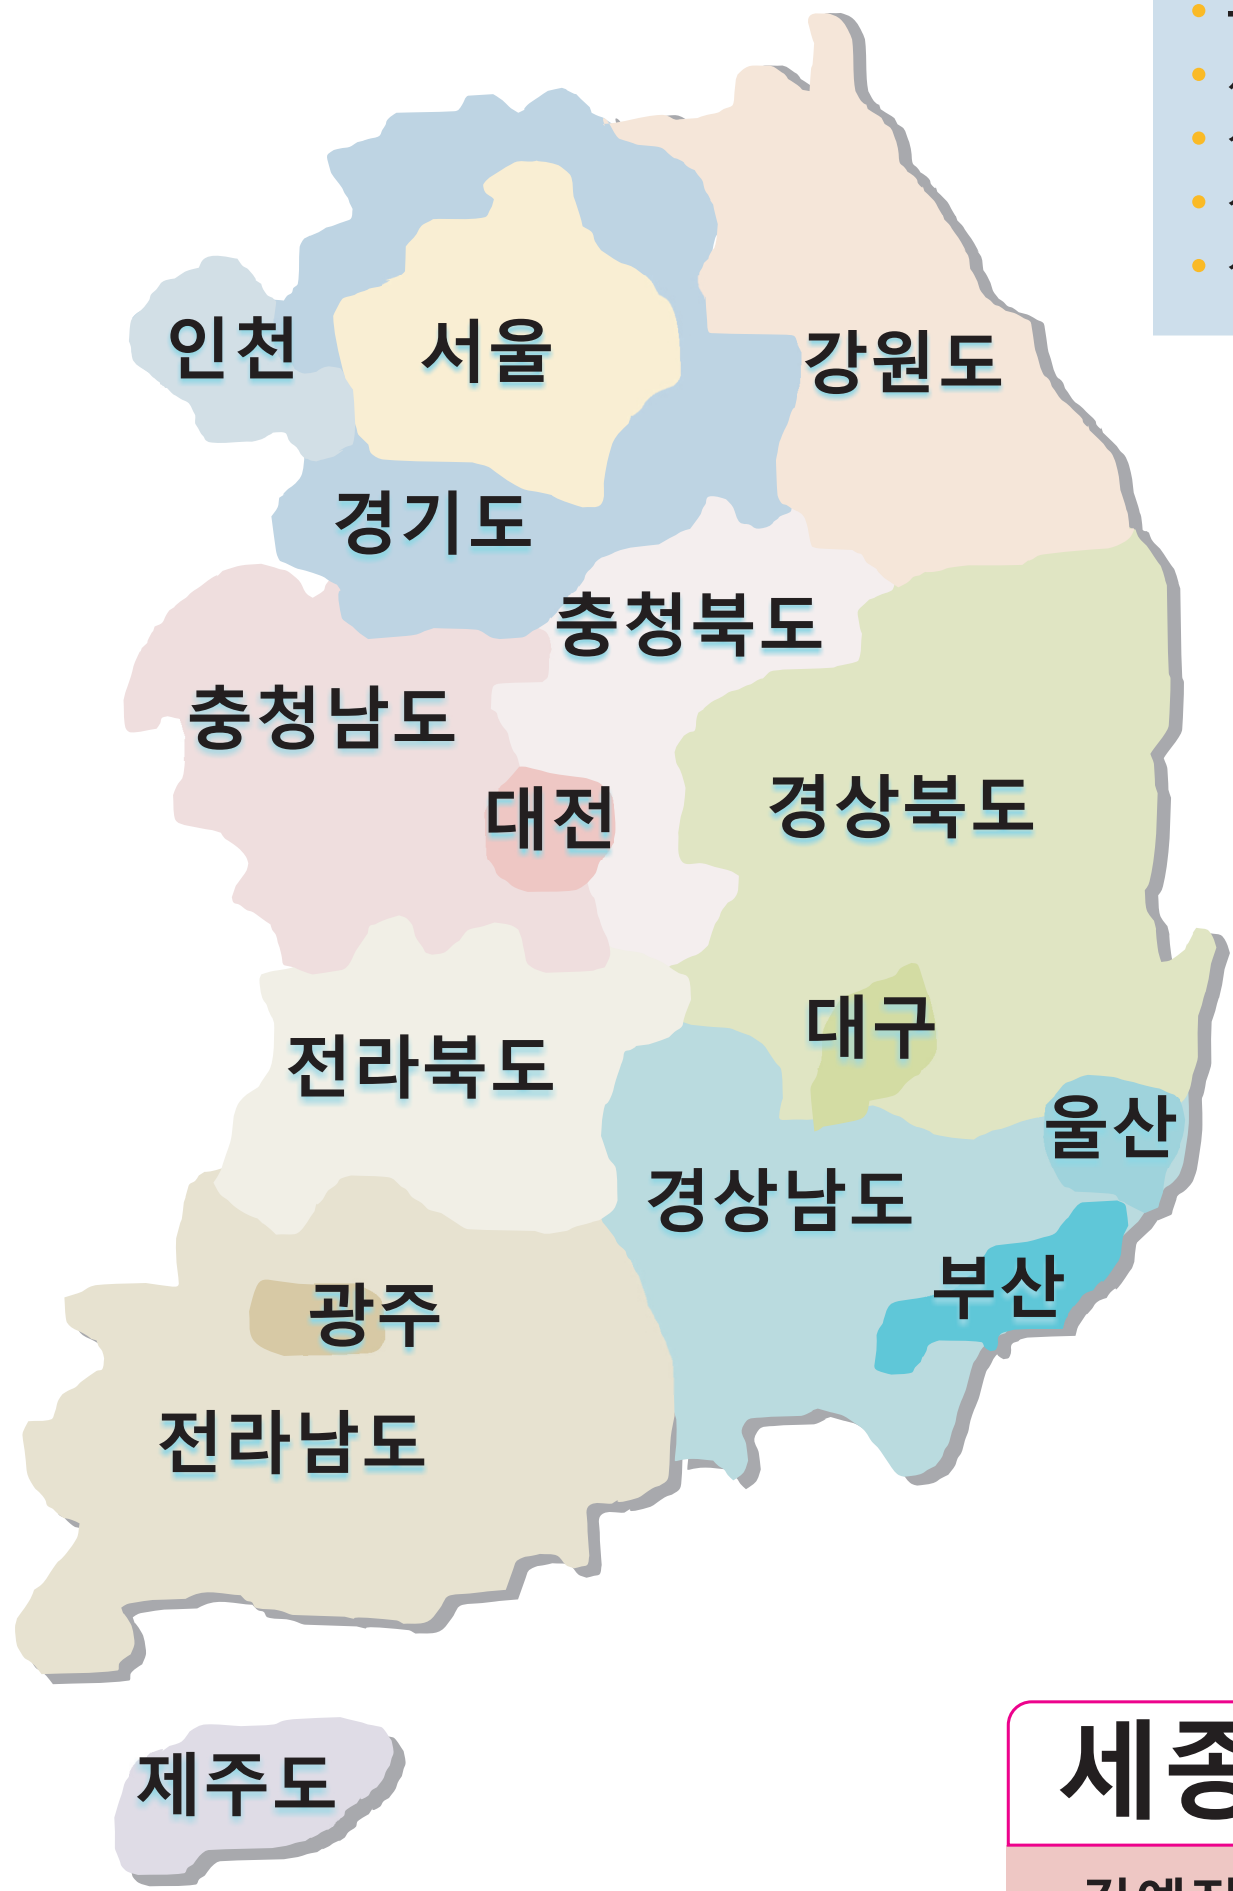 인천
서울
강원도
경기도
충청북도
충청남도
대전
경상북도
대구
전라북도
울산
경상남도
부산
광주
전라남도
제주도
세종